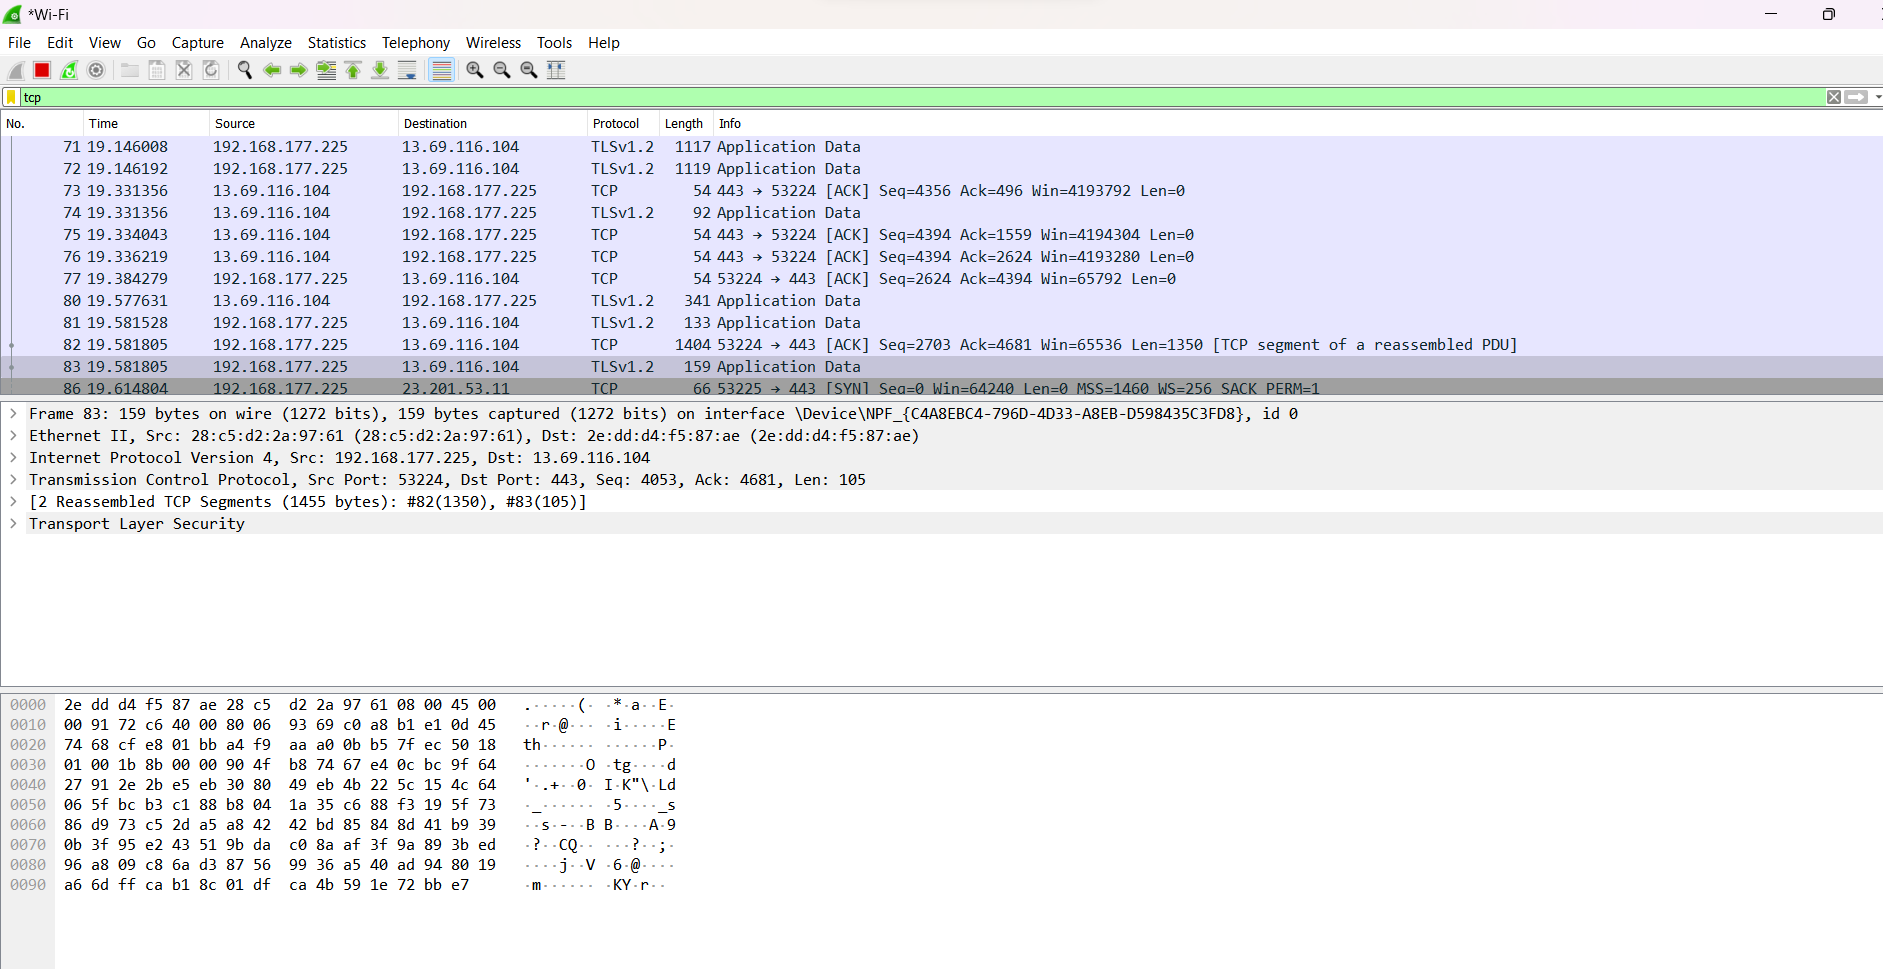 *Wi-Fi
File Edit View Go Capture Analyze Statistics Telephony Wireless Tools Help
tcp
No. Time Source Destination Protocol Length Info
71 19.146008 192.168.177.225 13.69.116.104 TLSv1.2 1117 Application Data
72 19.146192 192.168.177.225 13.69.116.104 TLSv1.2 1119 Application Data
73 19.331356 13.69.116.104 192.168.177.225 TCP 54 443 → 53224 [ACK] Seq=4356 Ack=496 Win=4193792 Len=0
74 19.331356 13.69.116.104 192.168.177.225 TLSv1.2 92 Application Data
75 19.334043 13.69.116.104 192.168.177.225 TCP 54 443 → 53224 [ACK] Seq=4394 Ack=1559 Win=4194304 Len=0
76 19.336219 13.69.116.104 192.168.177.225 TCP 54 443 → 53224 [ACK] Seq=4394 Ack=2624 Win=4193280 Len=0
77 19.384279 192.168.177.225 13.69.116.104 TCP 54 53224 → 443 [ACK] Seq=2624 Ack=4394 Win=65792 Len=0
80 19.577631 13.69.116.104 192.168.177.225 TLSv1.2 341 Application Data
81 19.581528 192.168.177.225 13.69.116.104 TLSv1.2 133 Application Data
82 19.581805 192.168.177.225 13.69.116.104 TCP 1404 53224 → 443 [ACK] Seq=2703 Ack=4681 Win=65536 Len=1350 [TCP segment of a reassembled PDU]
83 19.581805 192.168.177.225 13.69.116.104 TLSv1.2 159 Application Data
86 19.614804 192.168.177.225 23.201.53.11 TCP 66 53225 → 443 [SYN] Seq=0 Win=64240 Len=0 MSS=1460 WS=256 SACK_PERM=1
Frame 83: 159 bytes on wire (1272 bits), 159 bytes captured (1272 bits) on interface \Device\NPF_{C4A8EBC4-796D-4D33-A8EB-D598435C3FD8}, id 0
Ethernet II, Src: 28:c5:d2:2a:97:61 (28:c5:d2:2a:97:61), Dst: 2e:dd:d4:f5:87:ae (2e:dd:d4:f5:87:ae)
Internet Protocol Version 4, Src: 192.168.177.225, Dst: 13.69.116.104
Transmission Control Protocol, Src Port: 53224, Dst Port: 443, Seq: 4053, Ack: 4681, Len: 105
[2 Reassembled TCP Segments (1455 bytes): #82(1350), #83(105)]
Transport Layer Security
0000 2e dd d4 f5 87 ae 28 c5 d2 2a 97 61 08 00 45 00 .·····(· ·*·a··E·
0010 00 91 72 c6 40 00 80 06 93 69 c0 a8 b1 e1 0d 45 ··r·@··· ·i·····E
0020 74 68 cf e8 01 bb a4 f9 aa a0 0b b5 7f ec 50 18 th······ ······P·
0030 01 00 1b 8b 00 00 90 4f b8 74 67 e4 0c bc 9f 64 ·······O ·tg····d
0040 27 91 2e 2b e5 eb 30 80 49 eb 4b 22 5c 15 4c 64 '·.+··0· I·K"\·Ld
0050 06 5f bc b3 c1 88 b8 04 1a 35 c6 88 f3 19 5f 73 ·_······ ·5····_s
0060 86 d9 73 c5 2d a5 a8 42 42 bd 85 84 8d 41 b9 39 ··s·-··B B····A·9
0070 0b 3f 95 e2 43 51 9b da c0 8a af 3f 9a 89 3b ed ·?··CQ·· ···?··;·
0080 96 a8 09 c8 6a d3 87 56 99 36 a5 40 ad 94 80 19 ····j··V ·6·@····
0090 a6 6d ff ca b1 8c 01 df ca 4b 59 1e 72 bb e7 ·m······ ·KY·r··